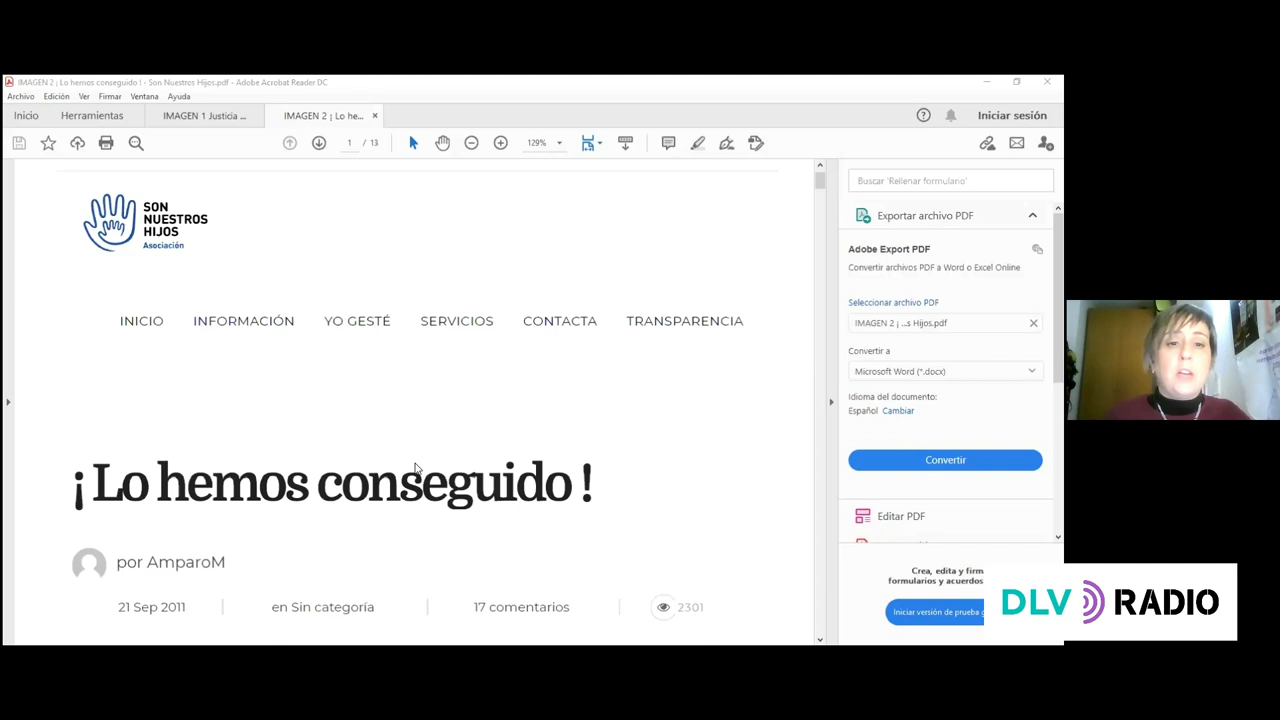 IMAGEN 2 ¡ Lo hemos conseguido ! - Son Nuestros Hijos.pdf - Adobe Acrobat Reader DC
Archivo Edición Ver Firmar Ventana Ayuda
Inicio Herramientas IMAGEN 1 Justicia ... IMAGEN 2 ¡ Lo he... × Iniciar sesión
1 / 13 129%
SON
NUESTROS
HIJOS
Asociación
INICIO INFORMACIÓN YO GESTÉ SERVICIOS CONTACTA TRANSPARENCIA
¡ Lo hemos conseguido !
por AmparoM
21 Sep 2011 | en Sin categoría | 17 comentarios | 2301
Buscar 'Rellenar formulario'
Exportar archivo PDF
Adobe Export PDF
Convertir archivos PDF a Word o Excel Online
Seleccionar archivo PDF
IMAGEN 2 ¡ ...s Hijos.pdf
Convertir a
Microsoft Word (*.docx)
Idioma del documento:
Español Cambiar
Convertir
Editar PDF
Crea, edita y firm
formularios y acuerdos
Iniciar versión de prueba g
DLV RADIO